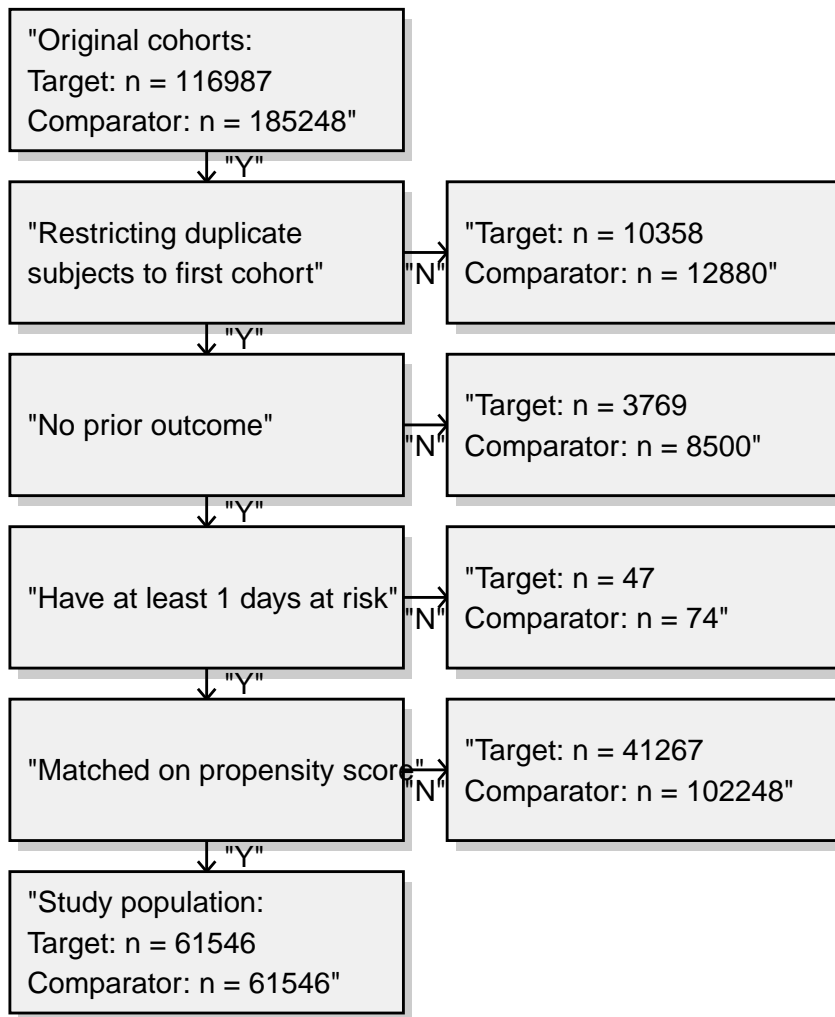 "Original cohorts:
Target: n = 116987
Comparator: n = 185248"
"Y"
"Restricting duplicate
subjects to first cohort"
"N"
"Target: n = 10358
Comparator: n = 12880"
"Y"
"No prior outcome"
"N"
"Target: n = 3769
Comparator: n = 8500"
"Y"
"Have at least 1 days at risk"
"N"
"Target: n = 47
Comparator: n = 74"
"Y"
"Matched on propensity score"
"N"
"Target: n = 41267
Comparator: n = 102248"
"Y"
"Study population:
Target: n = 61546
Comparator: n = 61546"